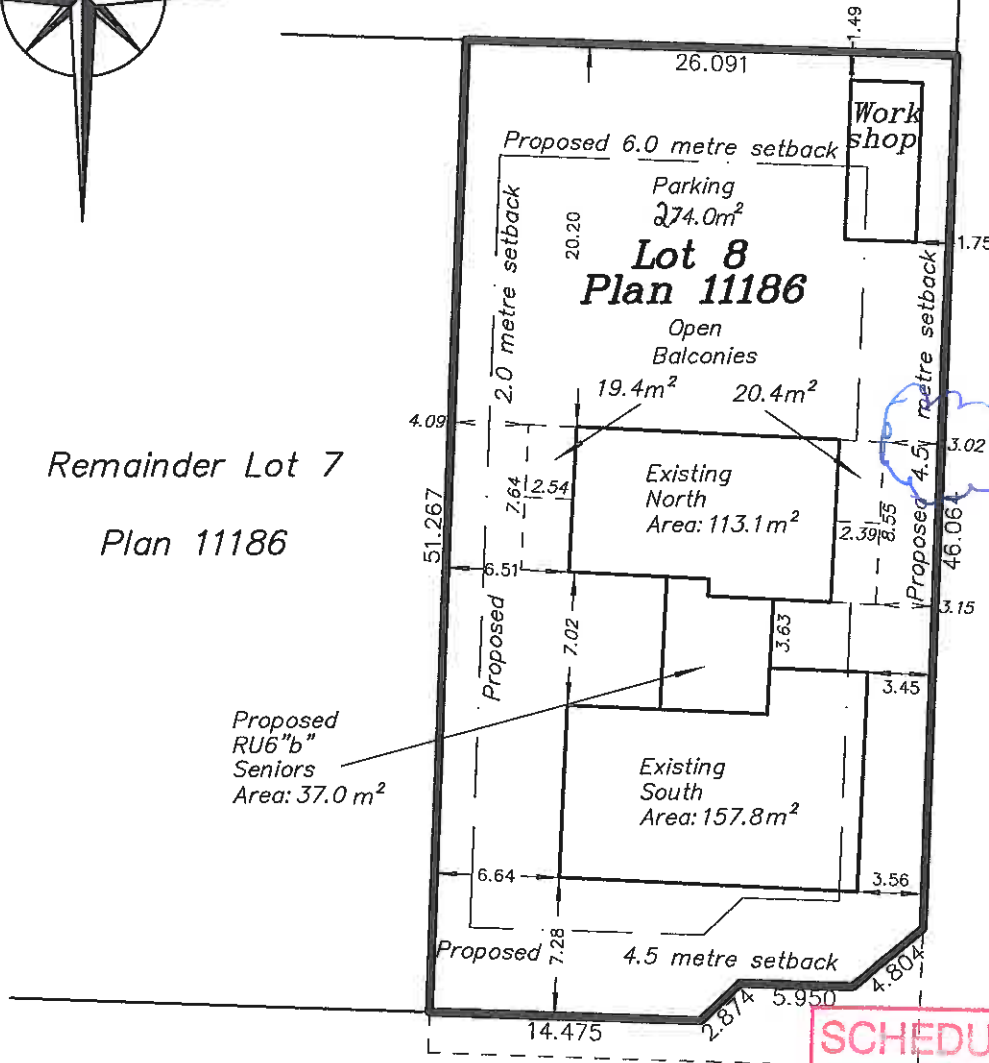 1.49
26.091
Work
shop
Proposed 6.0 metre setback
Parking
274.0m²
20.20
2.0 metre setback
Lot 8
Plan 11186
1.75
Open
Balconies
19.4m²
20.4m²
4.09
3.02
Remainder Lot 7
Plan 11186
Existing
North
Area: 113.1m²
7.64
2.54
2.39
8.55
Proposed 4.5 metre setback
46.064
51.267
6.51
3.15
Proposed
7.02
3.63
3.45
Proposed
RU6"b"
Seniors
Area: 37.0 m²
Existing
South
Area: 157.8m²
6.64
3.56
7.28
Proposed 4.5 metre setback
4.804
5.950
2.874
14.475
SCHEDU